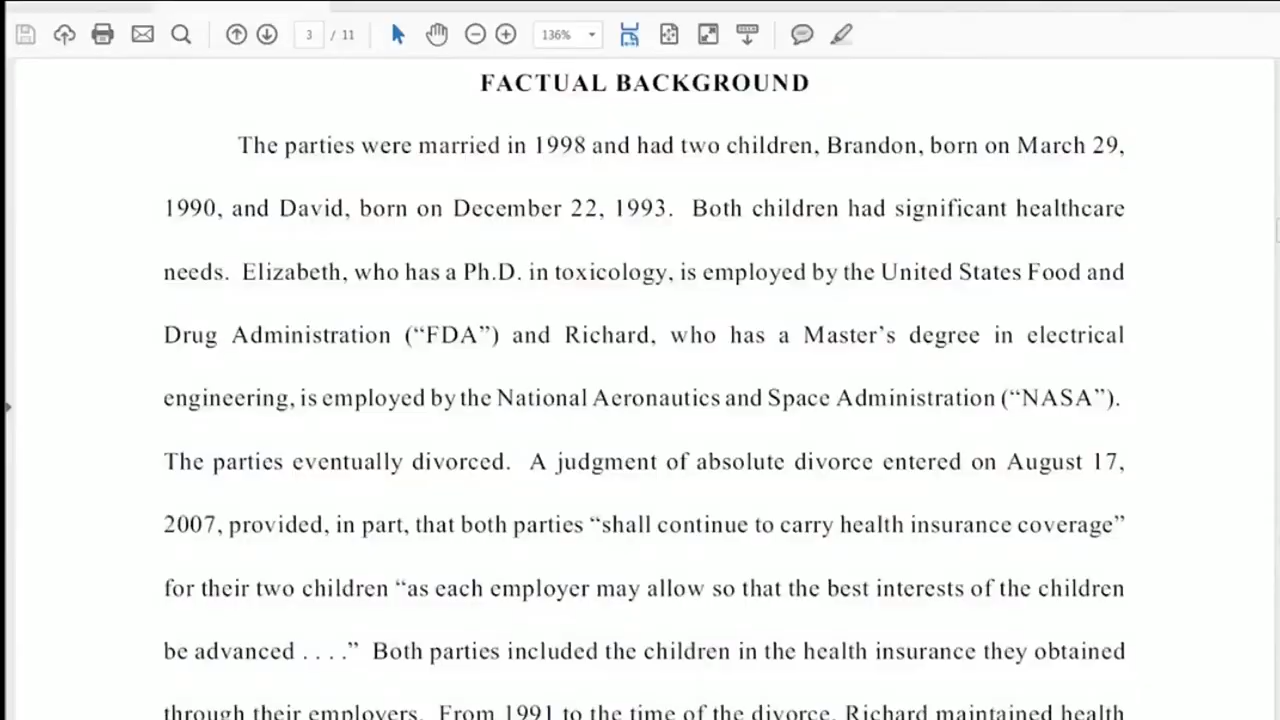 3 / 11
136%
FACTUAL BACKGROUND
The parties were married in 1998 and had two children, Brandon, born on March 29,
1990, and David, born on December 22, 1993. Both children had significant healthcare
needs. Elizabeth, who has a Ph.D. in toxicology, is employed by the United States Food and
Drug Administration (“FDA”) and Richard, who has a Master’s degree in electrical
engineering, is employed by the National Aeronautics and Space Administration (“NASA”).
The parties eventually divorced. A judgment of absolute divorce entered on August 17,
2007, provided, in part, that both parties “shall continue to carry health insurance coverage”
for their two children “as each employer may allow so that the best interests of the children
be advanced . . . .” Both parties included the children in the health insurance they obtained
through their employers. From 1991 to the time of the divorce, Richard maintained health